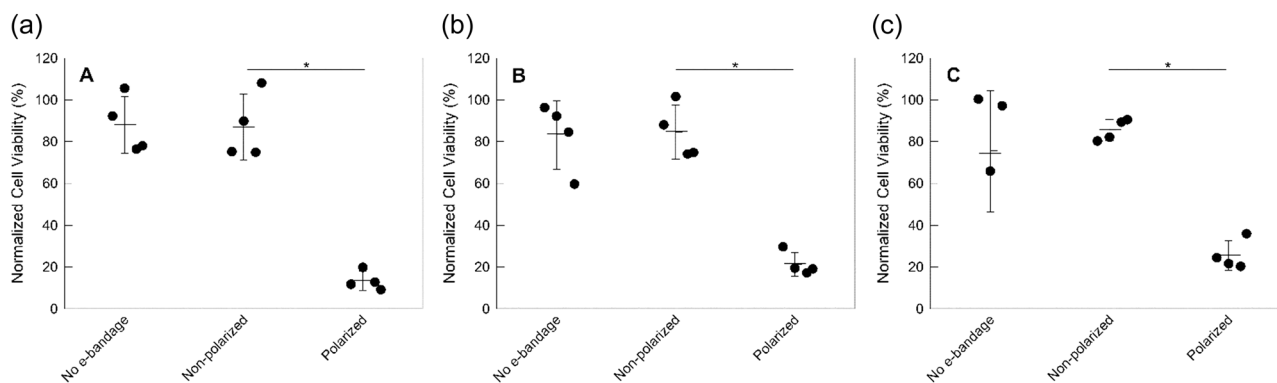 (a)
(b)
(c)
A
*
Normalized Cell Viability (%)
120
100
80
60
40
20
0
No e-bandage
Non-polarized
Polarized
B
*
Normalized Cell Viability (%)
120
100
80
60
40
20
0
No e-bandage
Non-polarized
Polarized
C
*
Normalized Cell Viability (%)
120
100
80
60
40
20
0
No e-bandage
Non-polarized
Polarized